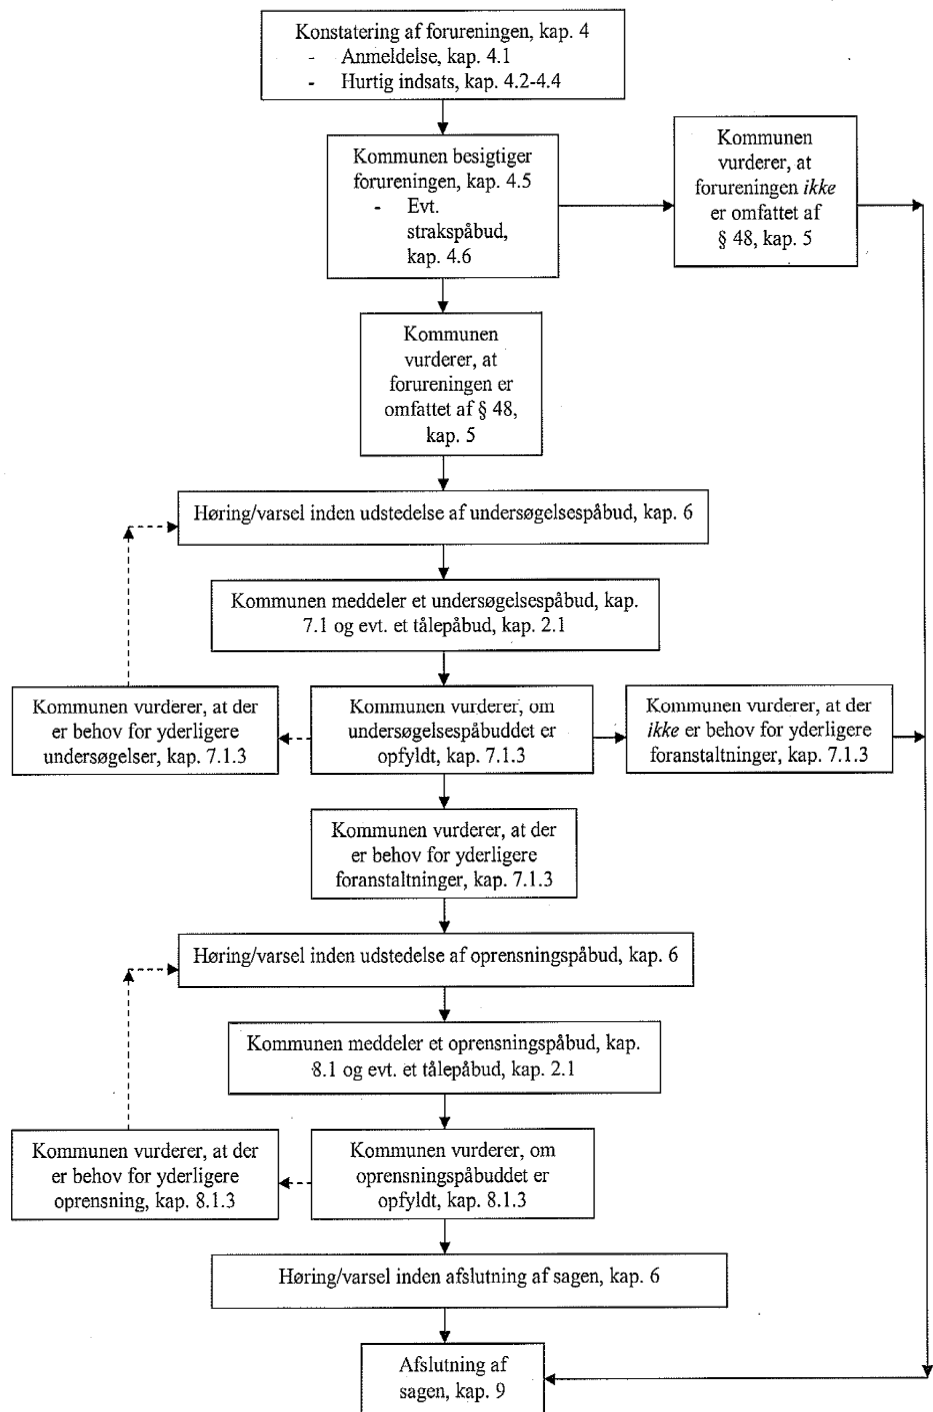 Konstatering af forureningen, kap. 4
- Anmeldelse, kap. 4.1
- Hurtig indsats, kap. 4.2-4.4
Kommunen besigtiger
forureningen, kap. 4.5
- Evt.
strakspåbud,
kap. 4.6
Kommunen
vurderer, at
forureningen ikke
er omfattet af
§ 48, kap. 5
Kommunen
vurderer, at
forureningen er
omfattet af § 48,
kap. 5
Høring/varsel inden udstedelse af undersøgelsespåbud, kap. 6
Kommunen meddeler et undersøgelsespåbud, kap.
7.1 og evt. et tålepåbud, kap. 2.1
Kommunen vurderer, at der
er behov for yderligere
undersøgelser, kap. 7.1.3
Kommunen vurderer, om
undersøgelsespåbuddet er
opfyldt, kap. 7.1.3
Kommunen vurderer, at der
ikke er behov for yderligere
foranstaltninger, kap. 7.1.3
Kommunen vurderer, at der
er behov for yderligere
foranstaltninger, kap. 7.1.3
Høring/varsel inden udstedelse af oprensningspåbud, kap. 6
Kommunen meddeler et oprensningspåbud, kap.
8.1 og evt. et tålepåbud, kap. 2.1
Kommunen vurderer, at der
er behov for yderligere
oprensning, kap. 8.1.3
Kommunen vurderer, om
oprensningspåbuddet er
opfyldt, kap. 8.1.3
Høring/varsel inden afslutning af sagen, kap. 6
Afslutning af
sagen, kap. 9